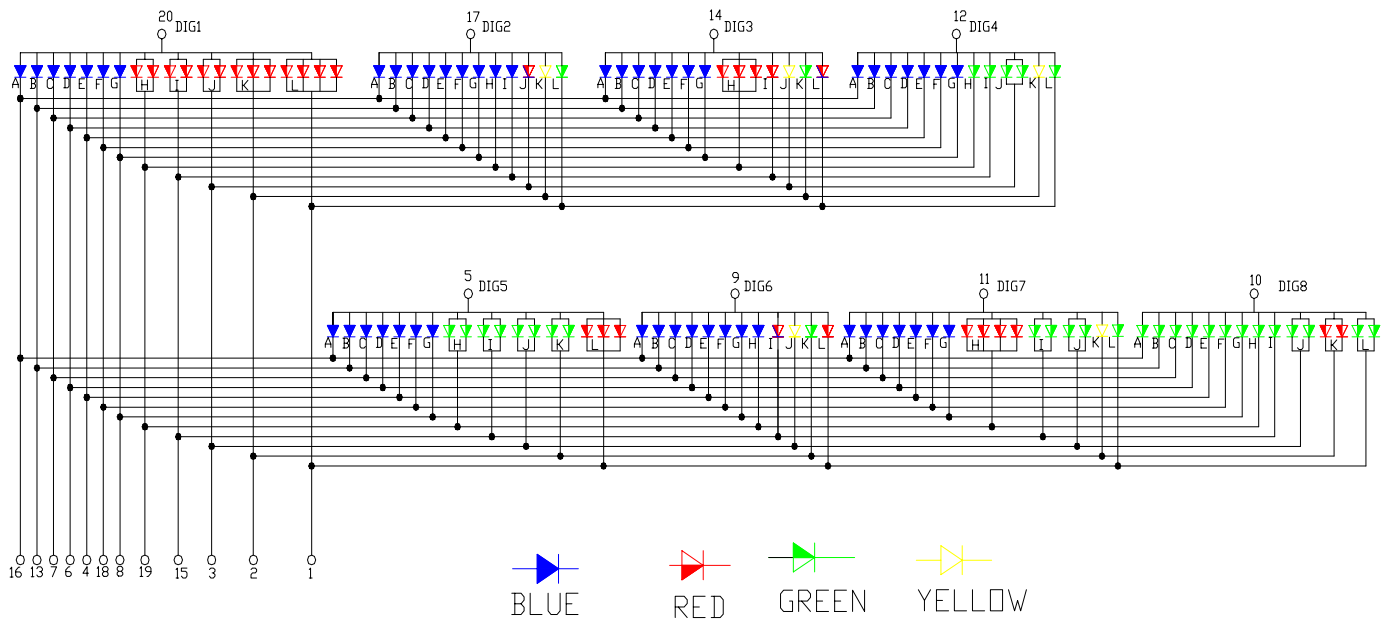 20 DIG1 17 DIG2 14 DIG3 12 DIG4
A B C D E F G H I J K L A B C D E F G H I J K L A B C D E F G H I J K L A B C D E F G H I J K L
5 DIG5 9 DIG6 11 DIG7 10 DIG8
A B C D E F G H I J K L A B C D E F G H I J K L A B C D E F G H I J K L A B C D E F G H I J K L
16 13 7 6 4 18 8 19 15 3 2 1
BLUE RED GREEN YELLOW